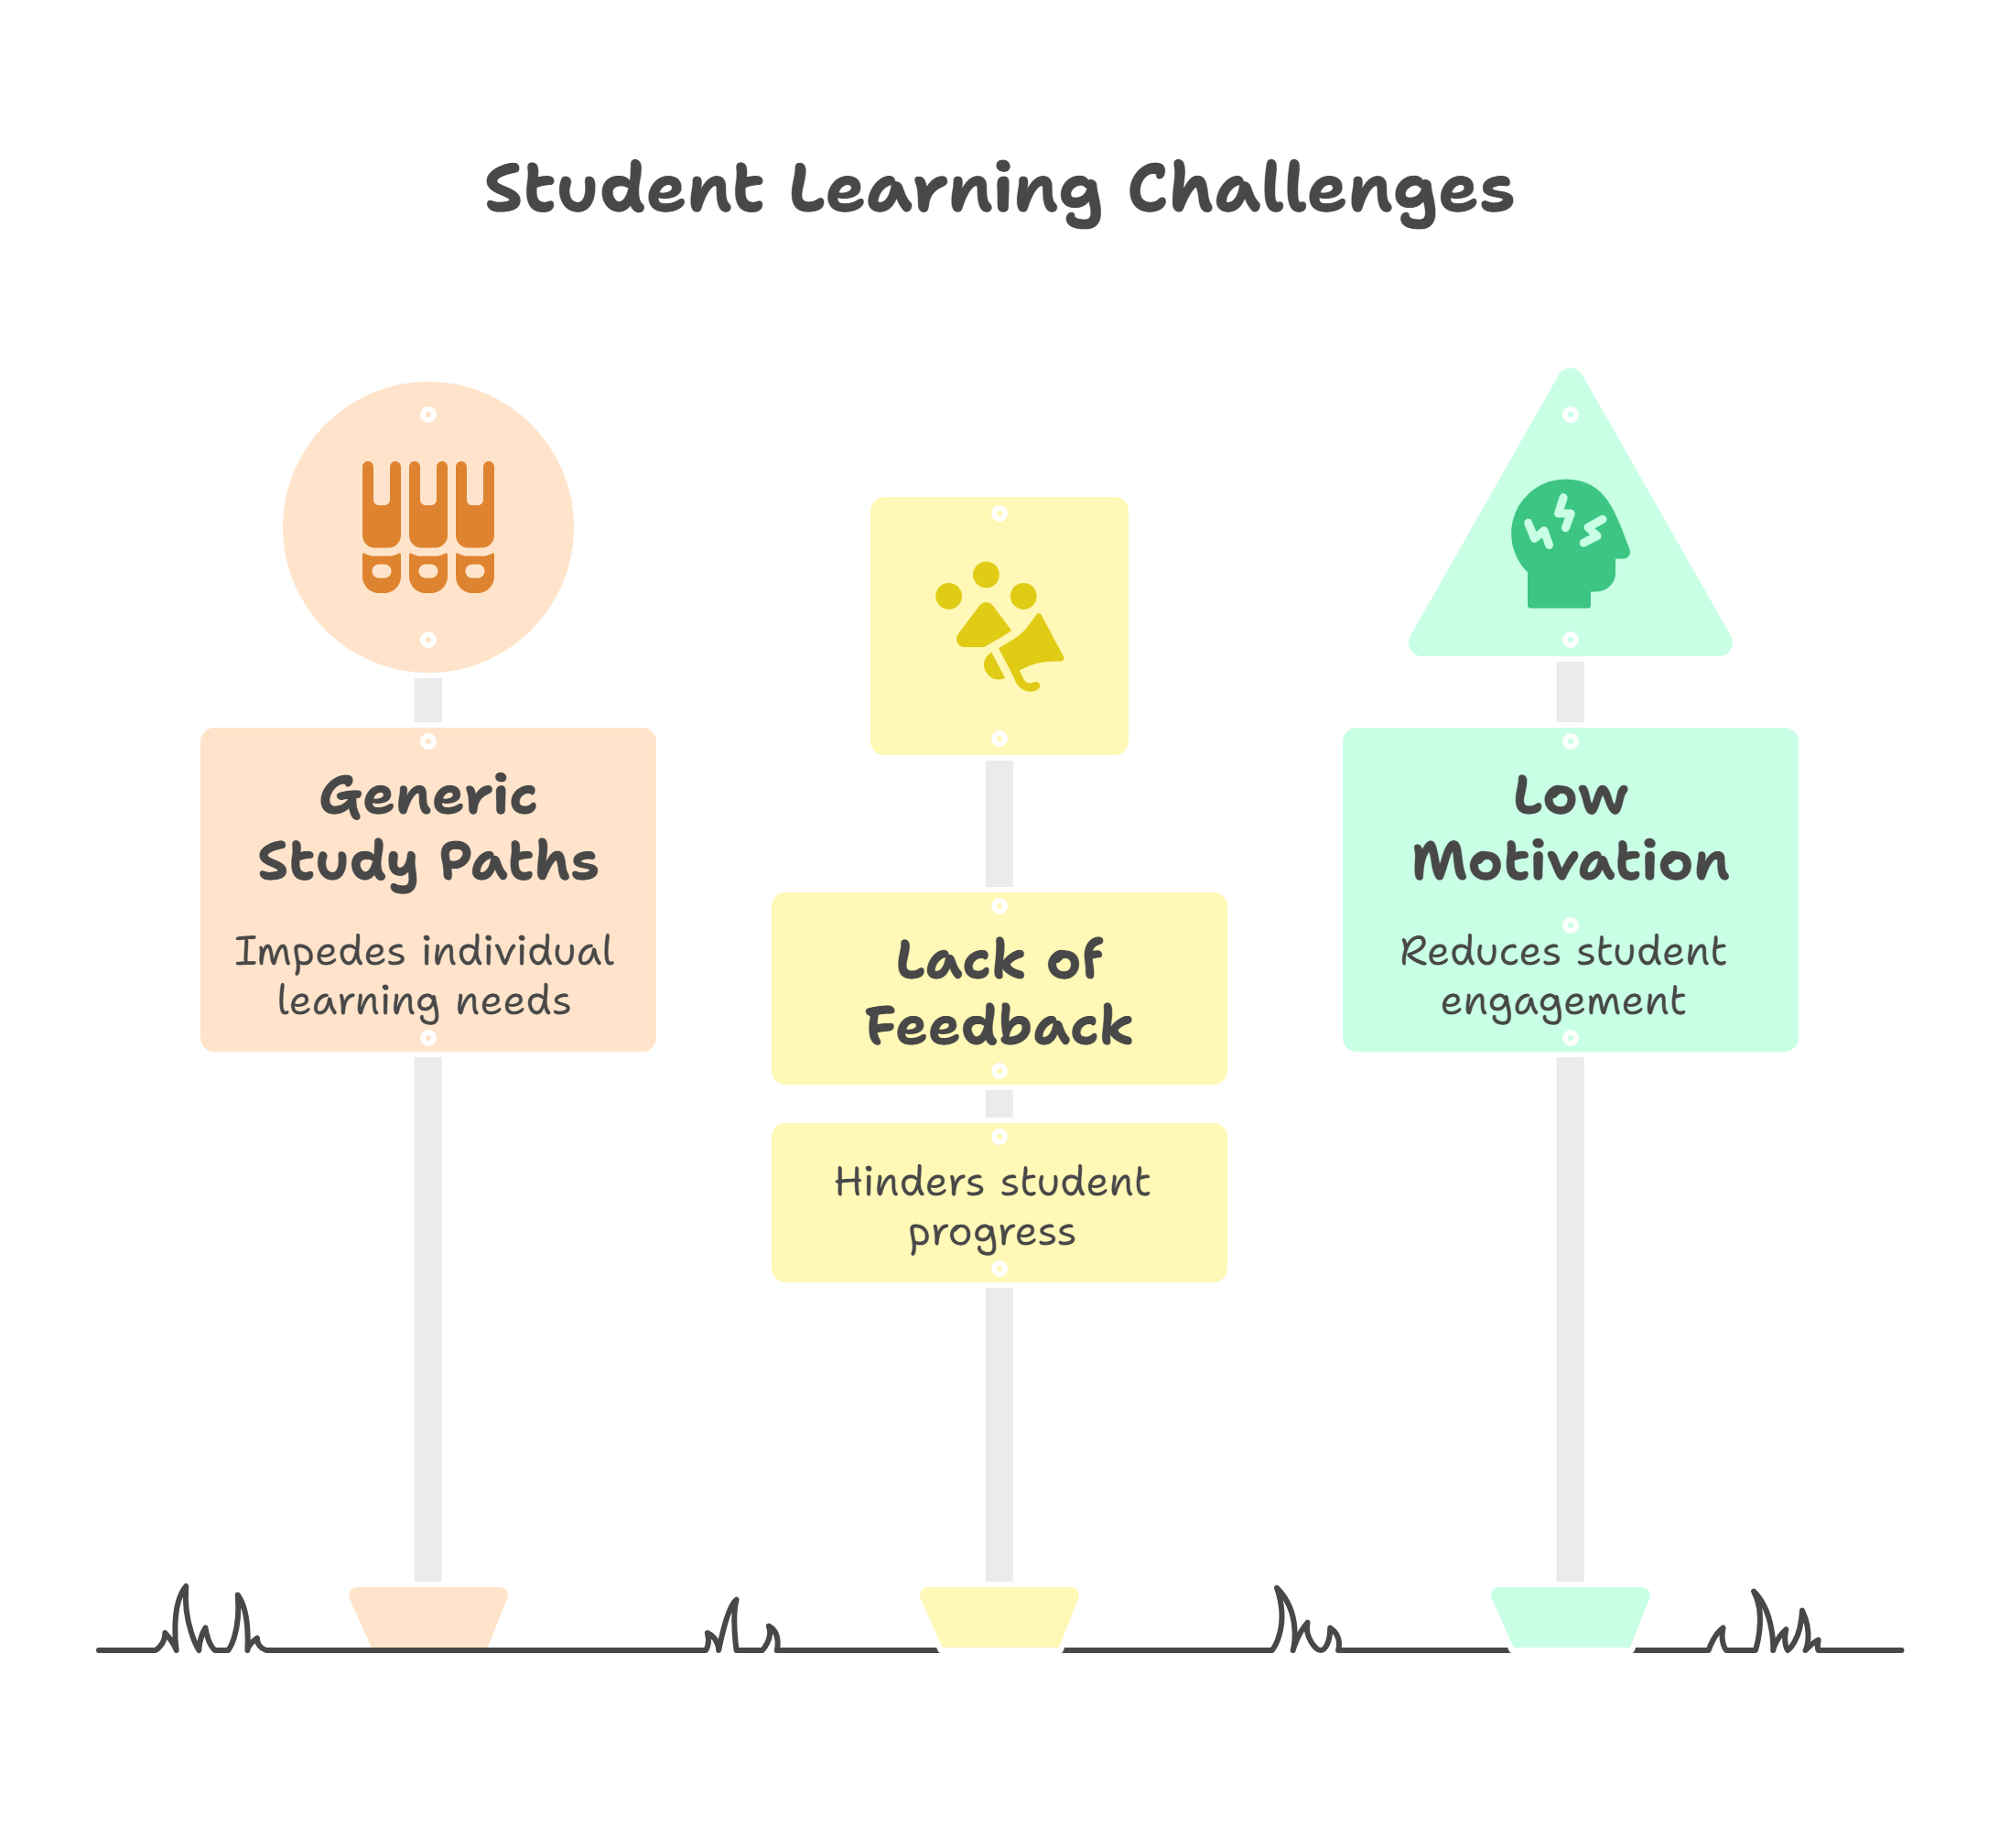 Student Learning Challenges
Generic
Study Paths
Impedes individual
learning needs
Lack of
Feedback
Hinders student
progress
Low
Motivation
Reduces student
engagement